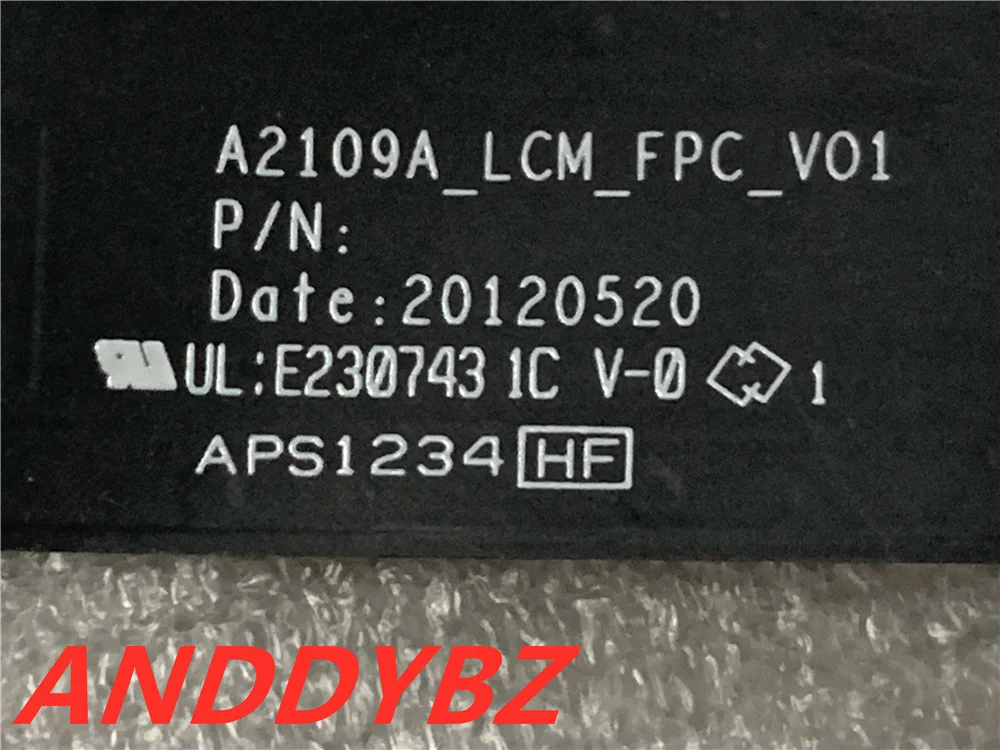 A2109A_LCM_FPC_V01
P/N:
Date:20120520
UL:E230743 1C V-0 1
APS1234 HF
ANDDYBZ